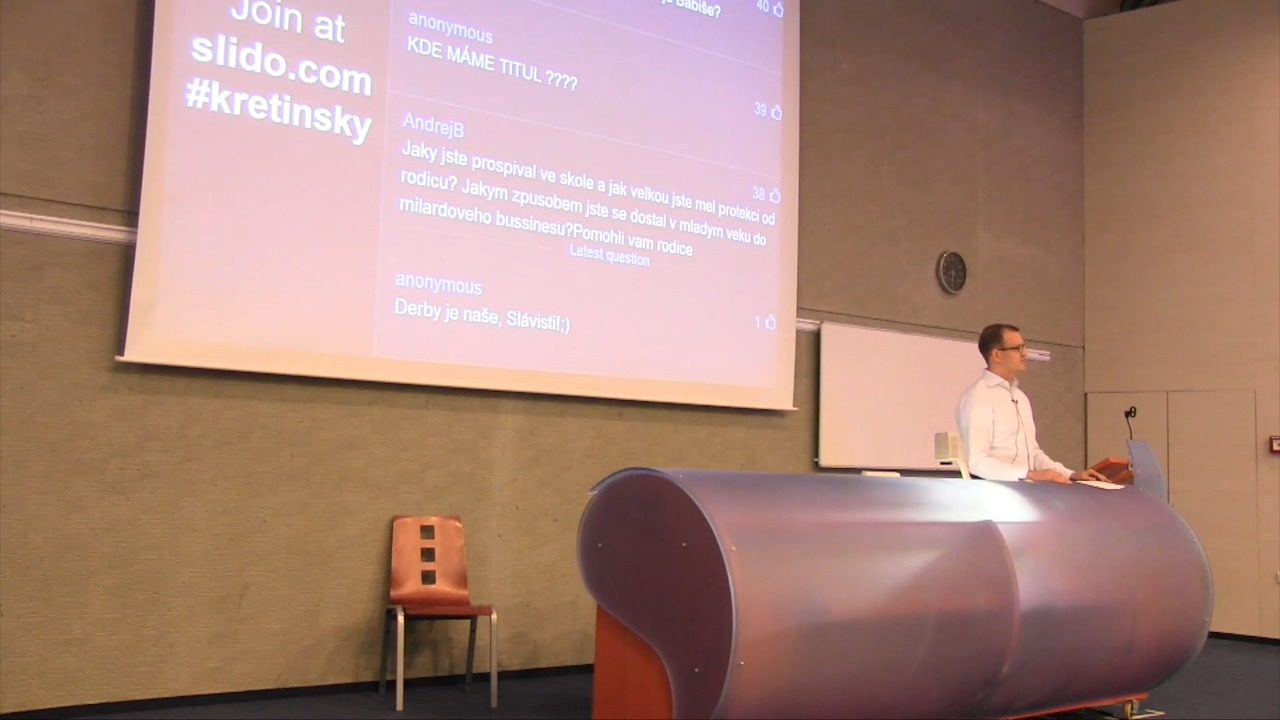 Join at
slido.com
#kretinsky
Babiše?
40
anonymous
KDE MÁME TITUL ????
39
AndrejB
38
Jaky jste prospival ve skole a jak velkou jste mel protekci od
rodicu? Jakym zpusobem jste se dostal v mladym veku do
milardoveho bussinesu?Pomohli vam rodice
Latest question
anonymous
1
Derby je naše, Slávisti!;)